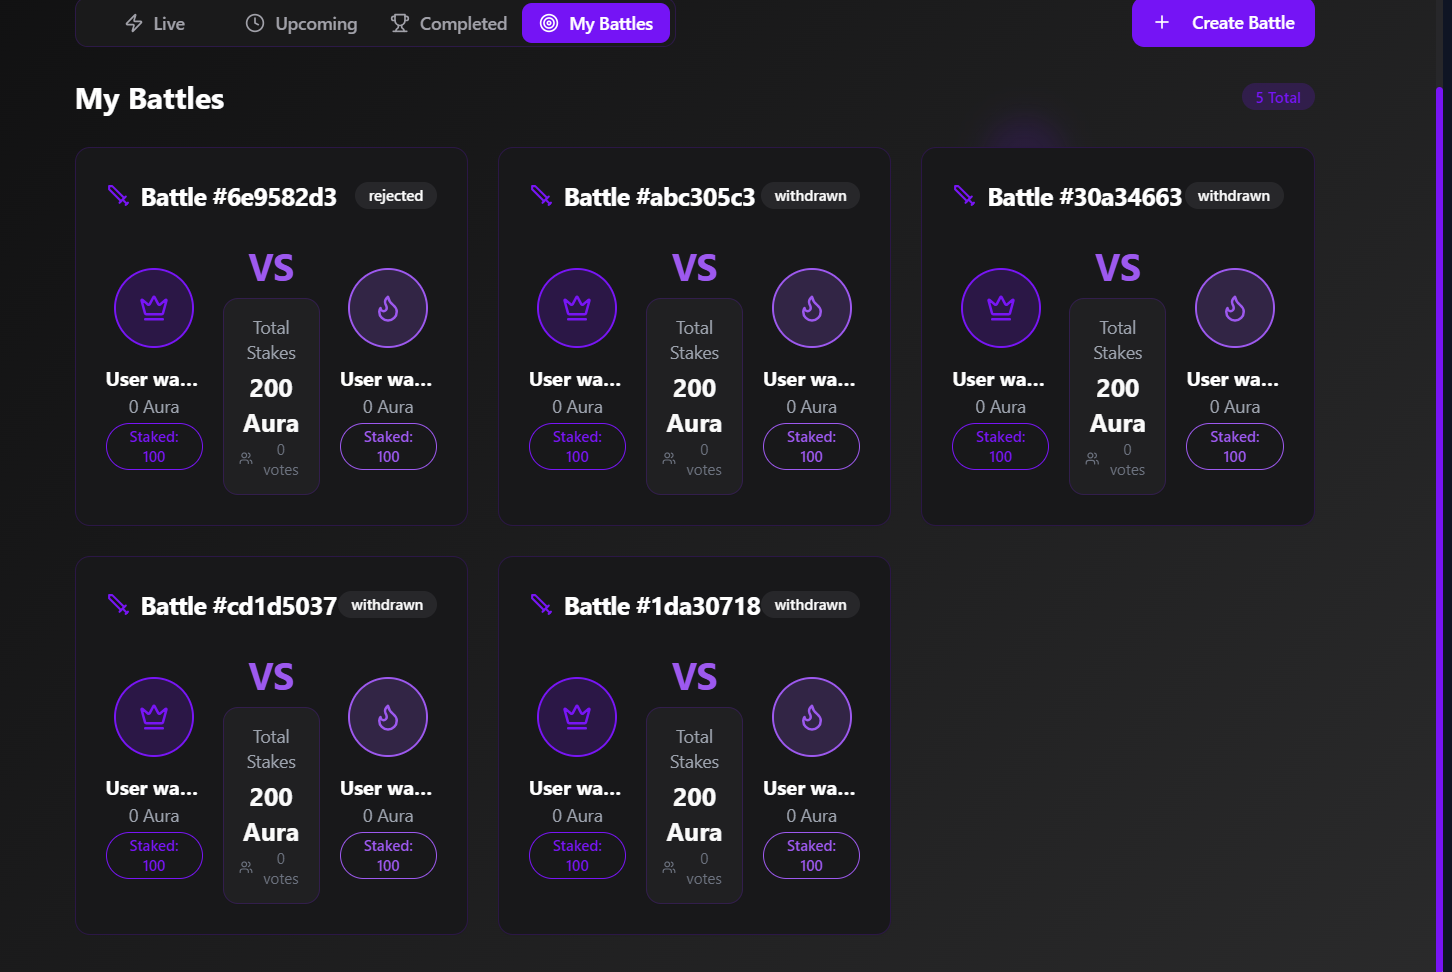 Live Upcoming Completed My Battles + Create Battle
My Battles 5 Total
Battle #6e9582d3 rejected
VS
Total
Stakes
200
Aura
0
votes
User wa...
0 Aura
Staked:
100
User wa...
0 Aura
Staked:
100
Battle #abc305c3 withdrawn
VS
Total
Stakes
200
Aura
0
votes
User wa...
0 Aura
Staked:
100
User wa...
0 Aura
Staked:
100
Battle #30a34663 withdrawn
VS
Total
Stakes
200
Aura
0
votes
User wa...
0 Aura
Staked:
100
User wa...
0 Aura
Staked:
100
Battle #cd1d5037 withdrawn
VS
Total
Stakes
200
Aura
0
votes
User wa...
0 Aura
Staked:
100
User wa...
0 Aura
Staked:
100
Battle #1da30718 withdrawn
VS
Total
Stakes
200
Aura
0
votes
User wa...
0 Aura
Staked:
100
User wa...
0 Aura
Staked:
100